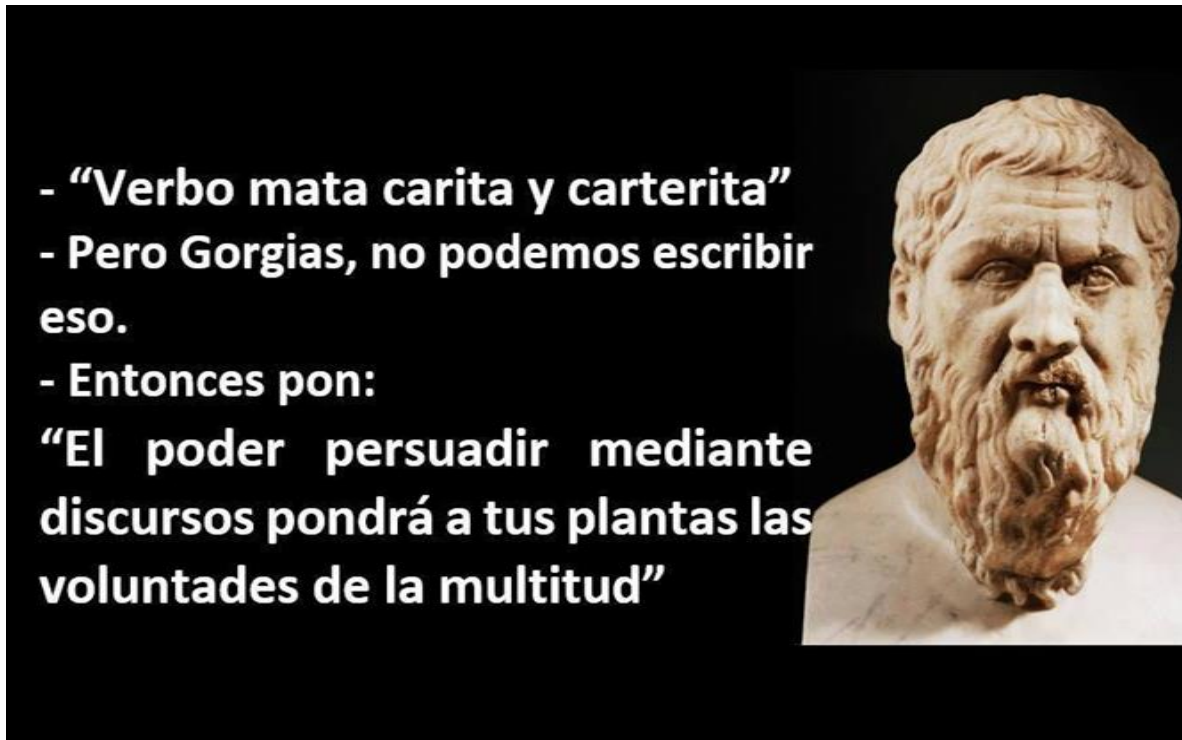 - “Verbo mata carita y carterita”
- Pero Gorgias, no podemos escribir
eso.
- Entonces pon:
“El poder persuadir mediante
discursos pondrá a tus plantas las
voluntades de la multitud”